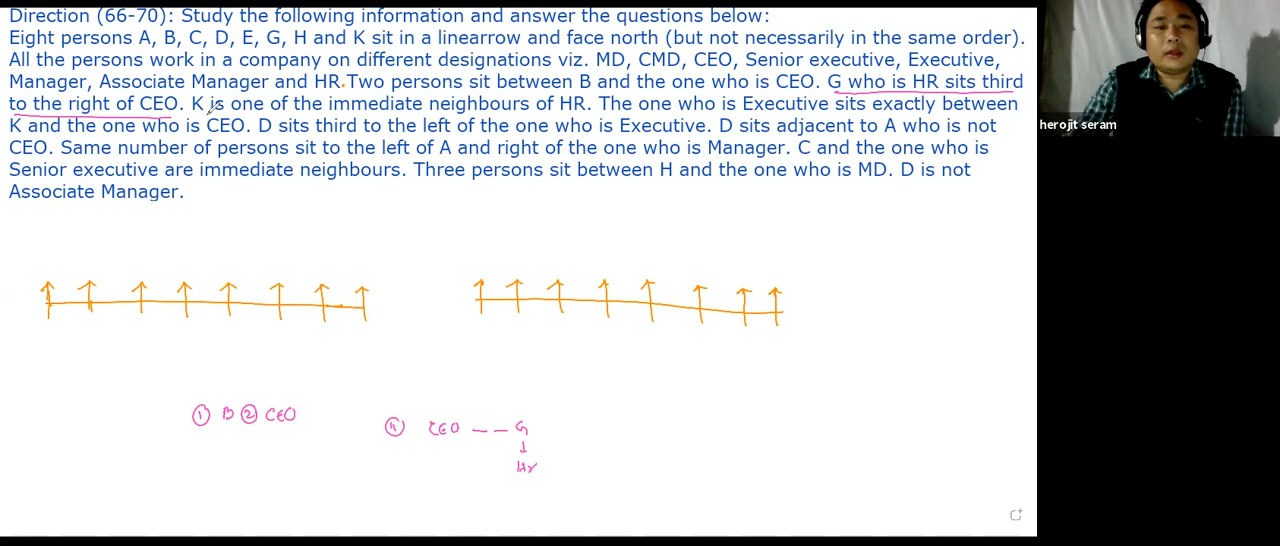 Direction (66-70): Study the following information and answer the questions below:
Eight persons A, B, C, D, E, G, H and K sit in a linearrow and face north (but not necessarily in the same order).
All the persons work in a company on different designations viz. MD, CMD, CEO, Senior executive, Executive,
Manager, Associate Manager and HR.Two persons sit between B and the one who is CEO. G who is HR sits third
to the right of CEO. K is one of the immediate neighbours of HR. The one who is Executive sits exactly between
K and the one who is CEO. D sits third to the left of the one who is Executive. D sits adjacent to A who is not
CEO. Same number of persons sit to the left of A and right of the one who is Manager. C and the one who is
Senior executive are immediate neighbours. Three persons sit between H and the one who is MD. D is not
Associate Manager.
herojit seram
① B ② CEO
④ CEO — — G
↓
Hr